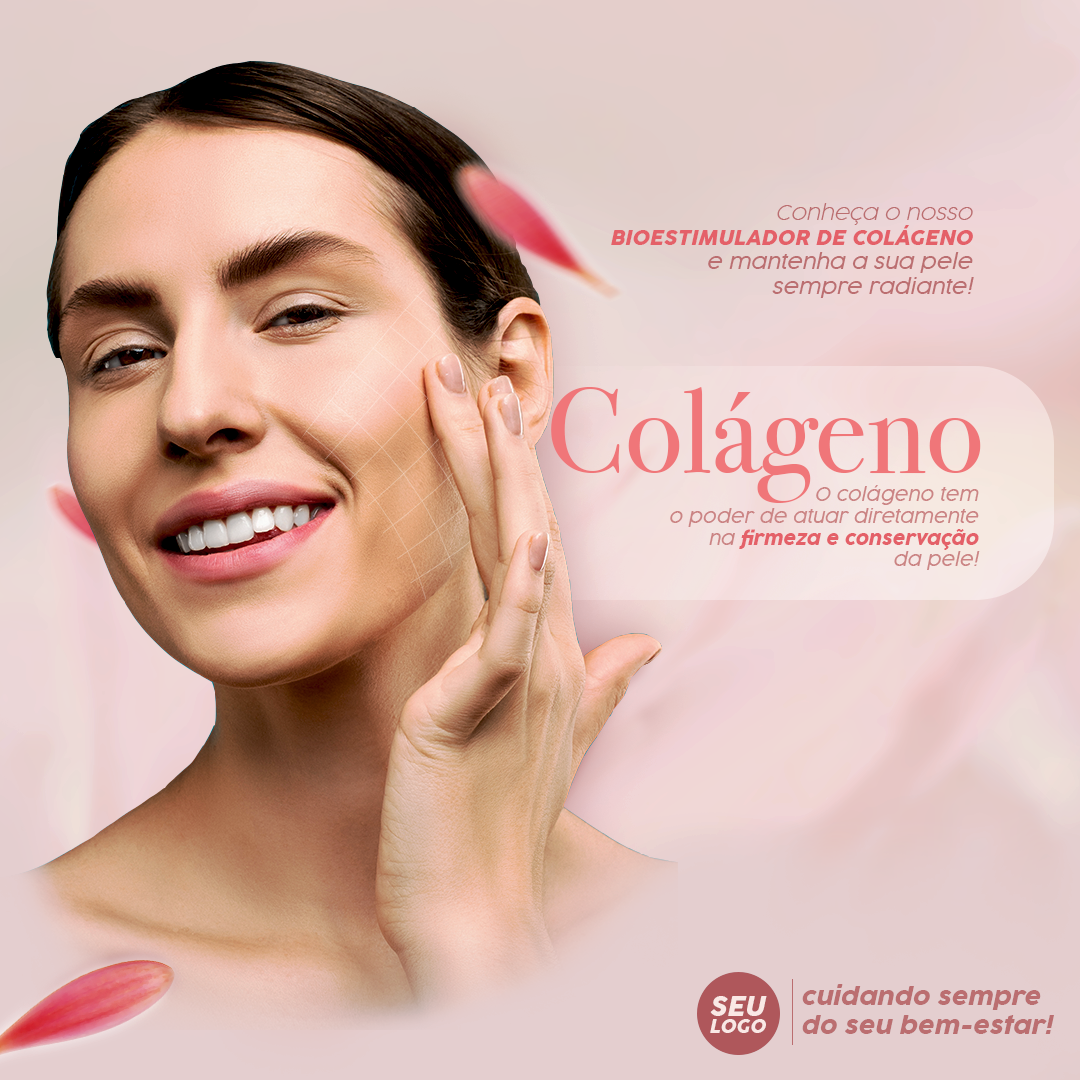 Conheça o nosso
BIOESTIMULADOR DE COLÁGENO
e mantenha a sua pele
sempre radiante!
Colágeno
O colágeno tem
o poder de atuar diretamente
na firmeza e conservação
da pele!
SEU
LOGO
cuidando sempre
do seu bem-estar!